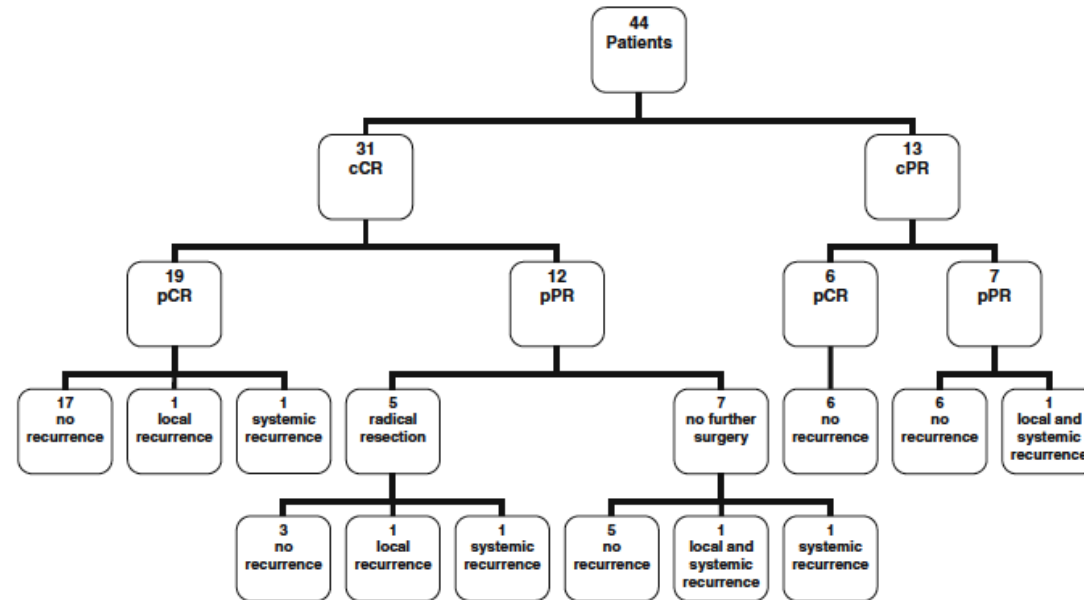 44
Patients
31
cCR
13
cPR
19
pCR
12
pPR
6
pCR
7
pPR
17
no
recurrence
1
local
recurrence
1
systemic
recurrence
5
radical
resection
7
no further
surgery
6
no
recurrence
6
no
recurrence
1
local and
systemic
recurrence
3
no
recurrence
1
local
recurrence
1
systemic
recurrence
5
no
recurrence
1
local and
systemic
recurrence
1
systemic
recurrence